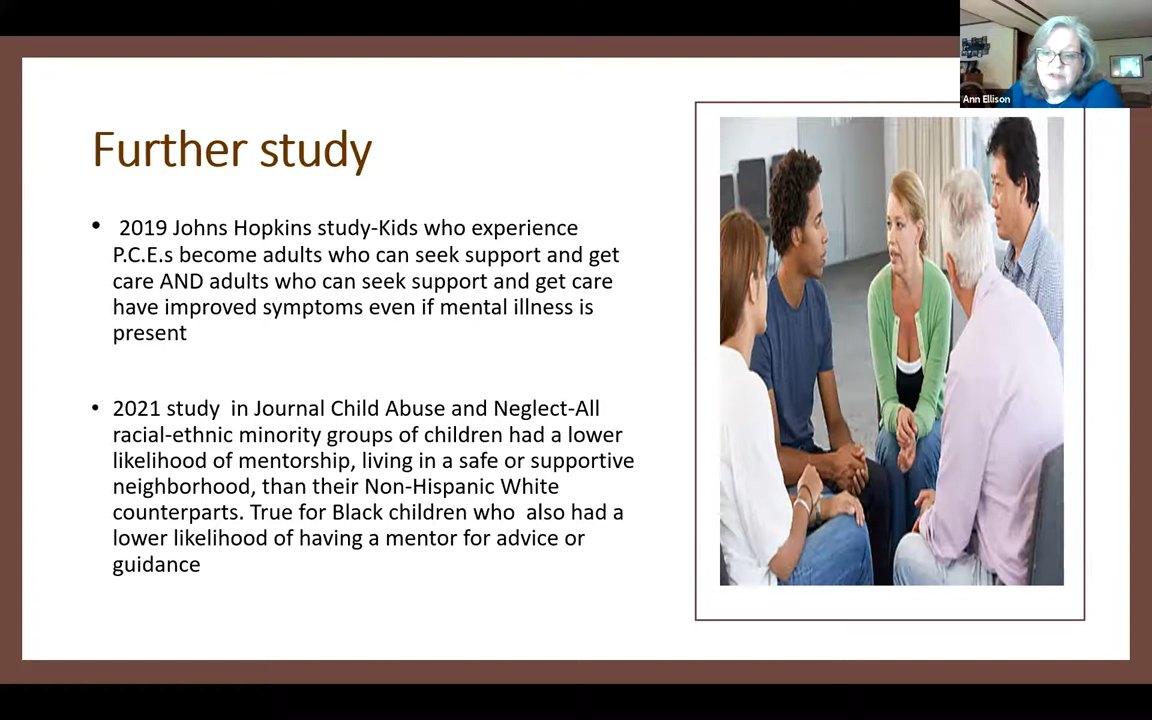 Ann Ellison
Further study
• 2019 Johns Hopkins study-Kids who experience
P.C.E.s become adults who can seek support and get
care AND adults who can seek support and get care
have improved symptoms even if mental illness is
present
• 2021 study  in Journal Child Abuse and Neglect-All
racial-ethnic minority groups of children had a lower
likelihood of mentorship, living in a safe or supportive
neighborhood, than their Non-Hispanic White
counterparts. True for Black children who  also had a
lower likelihood of having a mentor for advice or
guidance